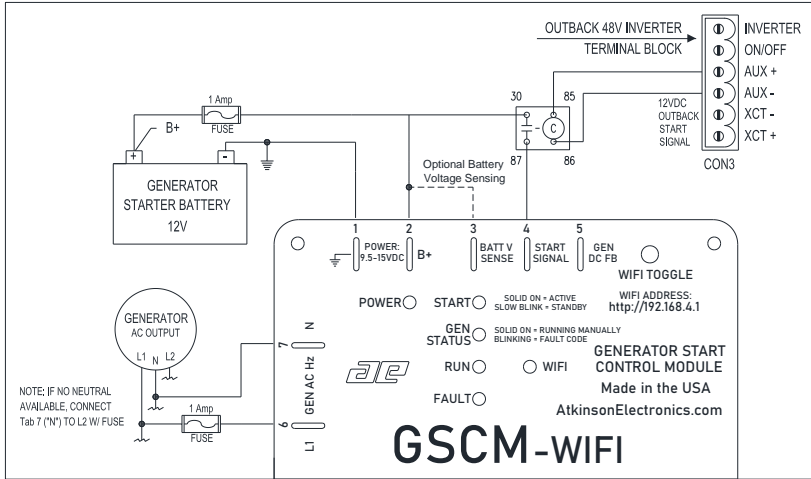 OUTBACK 48V INVERTER
TERMINAL BLOCK
INVERTER
ON/OFF
AUX +
AUX -
XCT -
XCT +
CON3
12VDC
OUTBACK
START
SIGNAL
1 Amp
FUSE
B+
30
85
C
87
86
+
-
GENERATOR
STARTER BATTERY
12V
Optional Battery
Voltage Sensing
1
2
3
4
5
POWER:
9.5-15VDC
B+
BATT V
SENSE
START
SIGNAL
GEN
DC FB
WIFI TOGGLE
WIFI ADDRESS:
http://192.168.4.1
POWER
START
SOLID ON = ACTIVE
SLOW BLINK = STANDBY
GEN
STATUS
SOLID ON = RUNNING MANUALLY
BLINKING = FAULT CODE
RUN
WIFI
FAULT
GENERATOR START
CONTROL MODULE
Made in the USA
AtkinsonElectronics.com
ae
GSCM-WIFI
GENERATOR
AC OUTPUT
L1
N
L2
NOTE: IF NO NEUTRAL
AVAILABLE, CONNECT
Tab 7 ("N") TO L2 W/ FUSE
1 Amp
FUSE
7
N
GEN AC Hz
6
L1